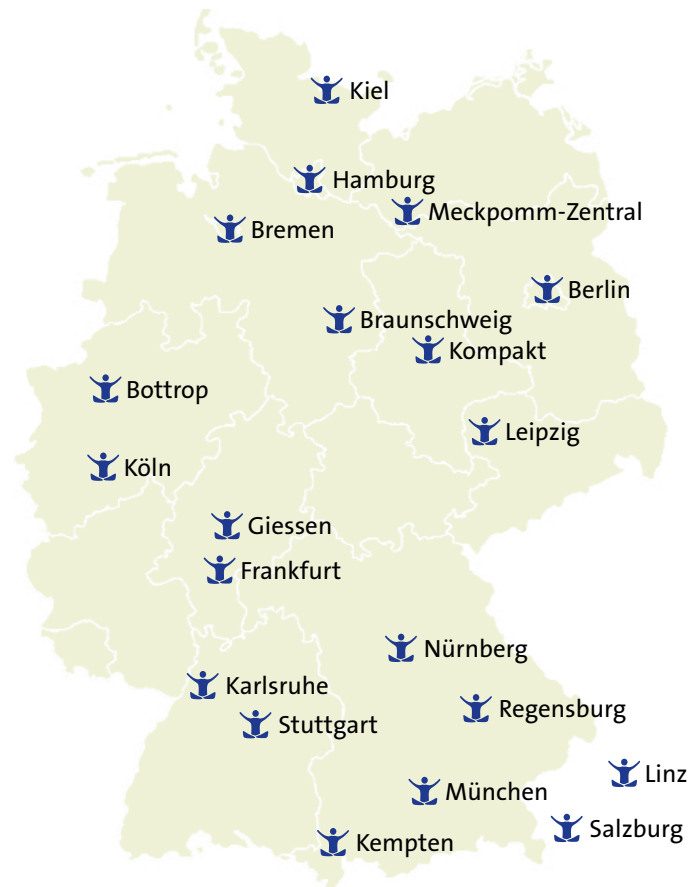 Kiel
Hamburg
Meckpomm-Zentral
Bremen
Berlin
Braunschweig
Kompakt
Bottrop
Leipzig
Köln
Giessen
Frankfurt
Nürnberg
Karlsruhe
Regensburg
Stuttgart
Linz
München
Salzburg
Kempten